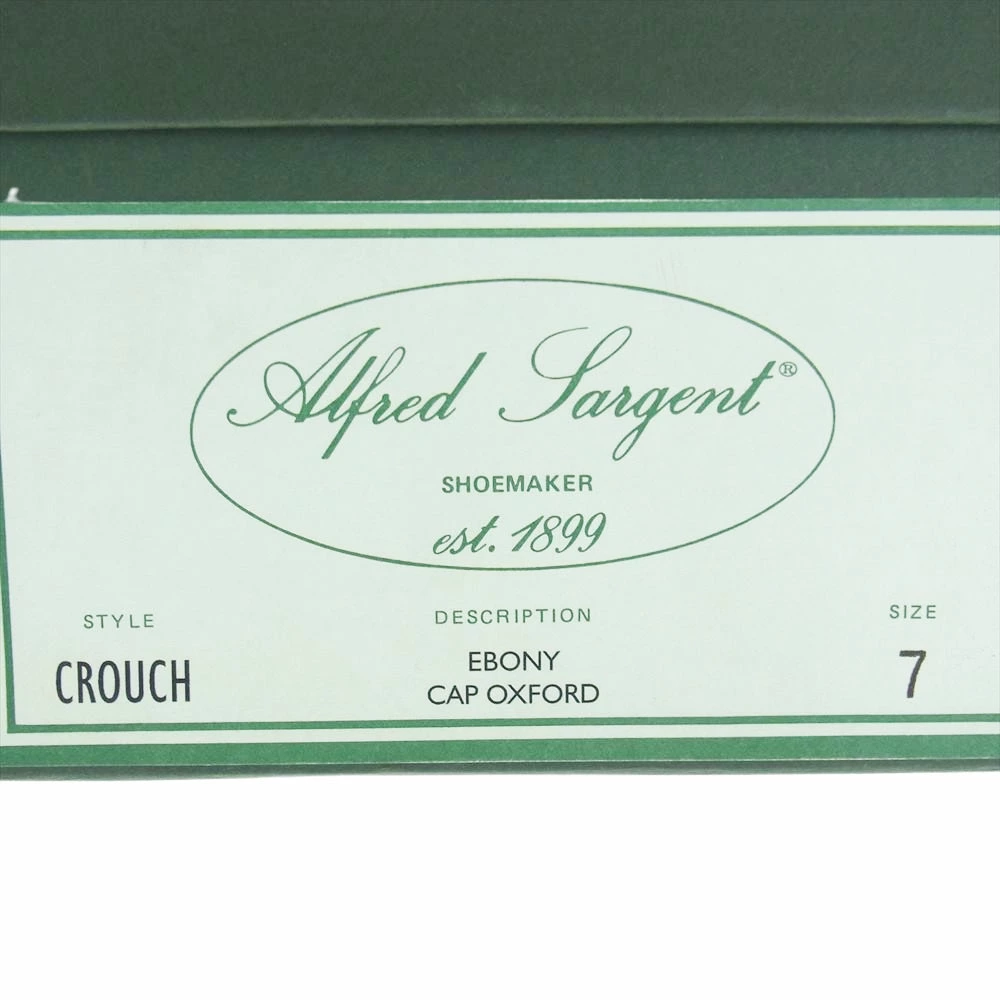 Alfred Sargent®
SHOEMAKER
est. 1899
STYLE DESCRIPTION SIZE
CROUCH EBONY 7
CAP OXFORD